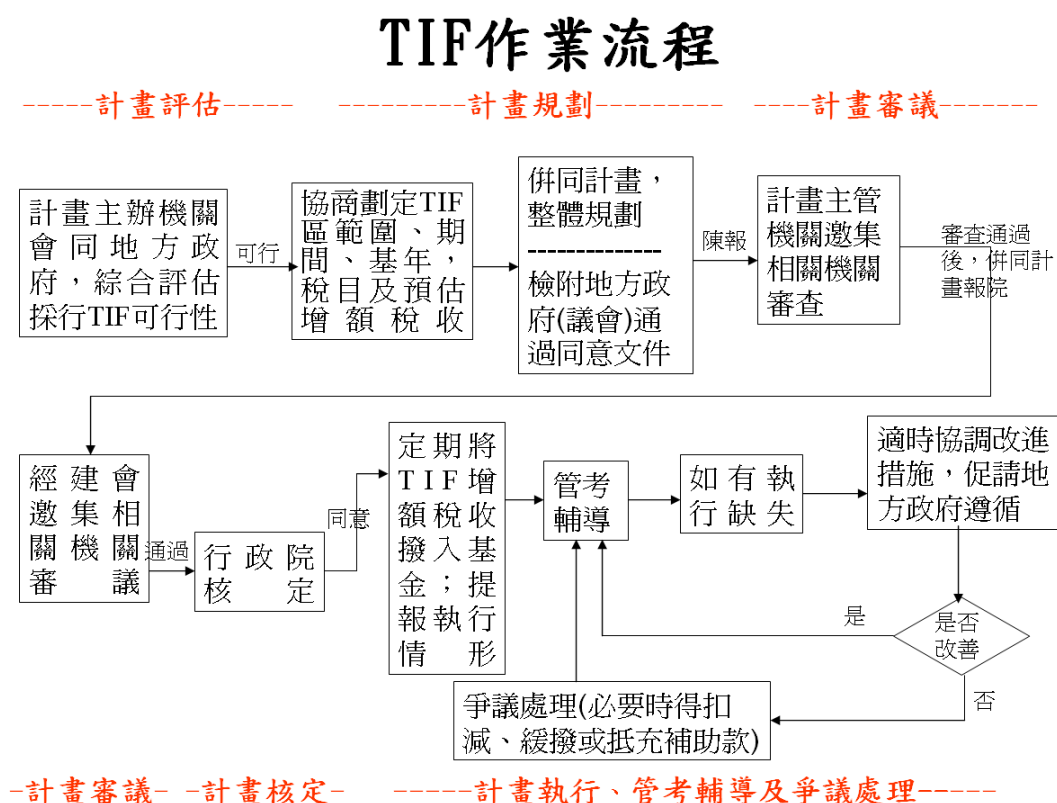 TIF作業流程
-----計畫評估-----
---------計畫規劃---------
----計畫審議-------
計畫主辦機關
會同地方政
府，綜合評估
採行TIF可行性
可行
協商劃定TIF
區範圍、期
間、基年，
稅目及預估
增額稅收
併同計畫，
整體規劃
-------------
檢附地方政
府(議會)通
過同意文件
陳報
計畫主管
機關邀集
相關機關
審查
審查通過
後，併同計
畫報院
經建會
邀集相
關機關
審議
通過
行政院
核定
同意
定期將
TIF增
額稅收
撥入基
金；提
報執行
情形
管考
輔導
如有執
行缺失
適時協調改進
措施，促請地
方政府遵循
是否
改善
是
否
爭議處理(必要時得扣
減、緩撥或抵充補助款)
-計畫審議-
-計畫核定-
-----計畫執行、管考輔導及爭議處理-----